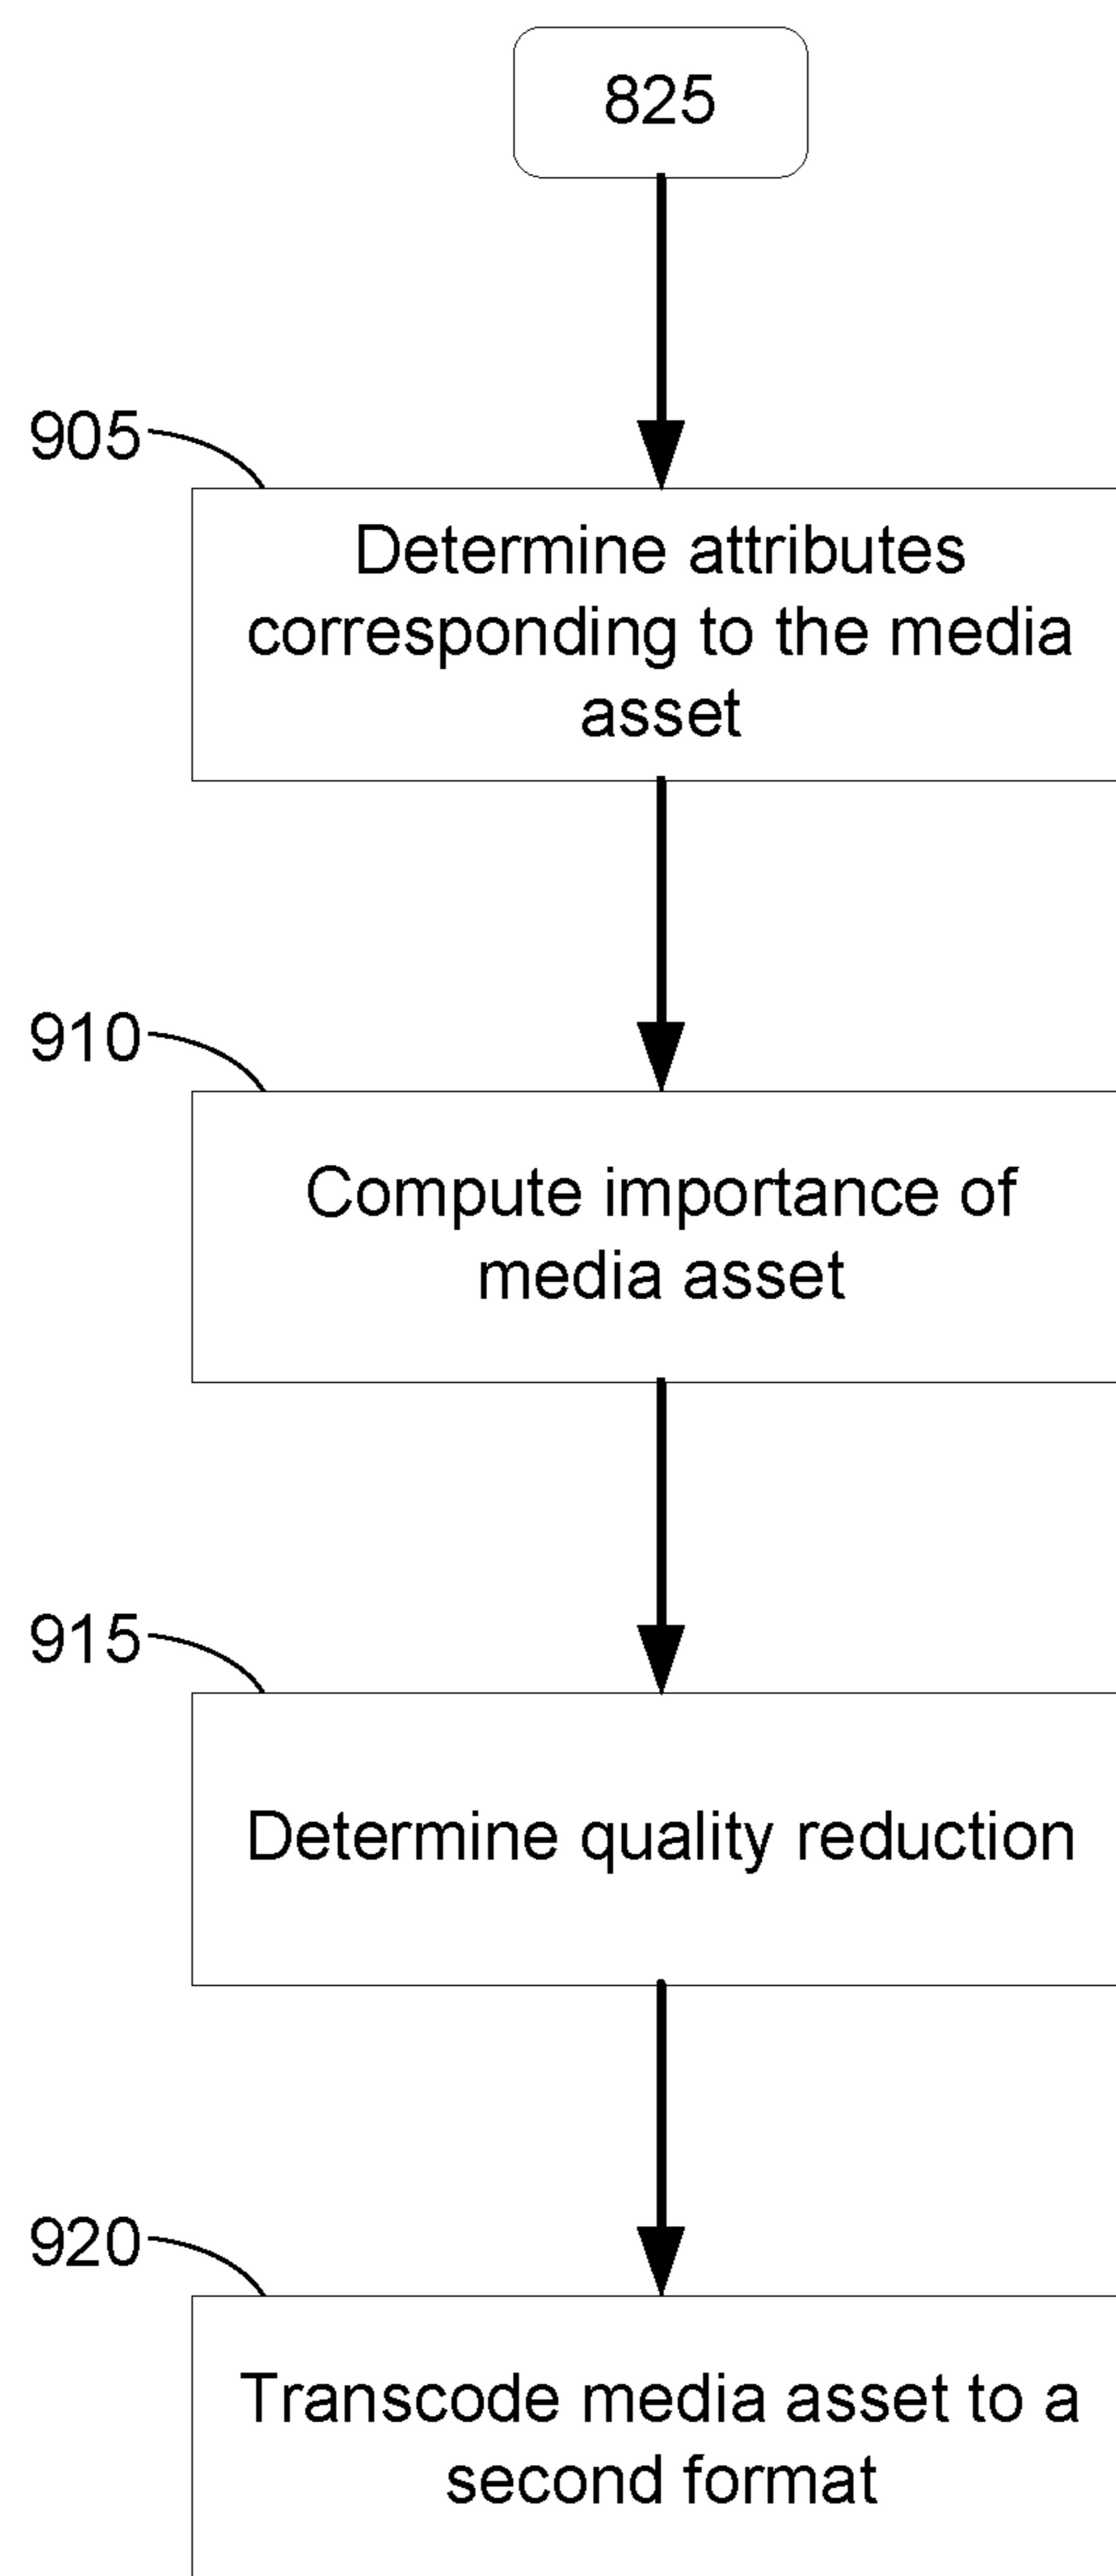 825
905
Determine attributes
corresponding to the media
asset
910
Compute importance of
media asset
915
Determine quality reduction
920
Transcode media asset to a
second format